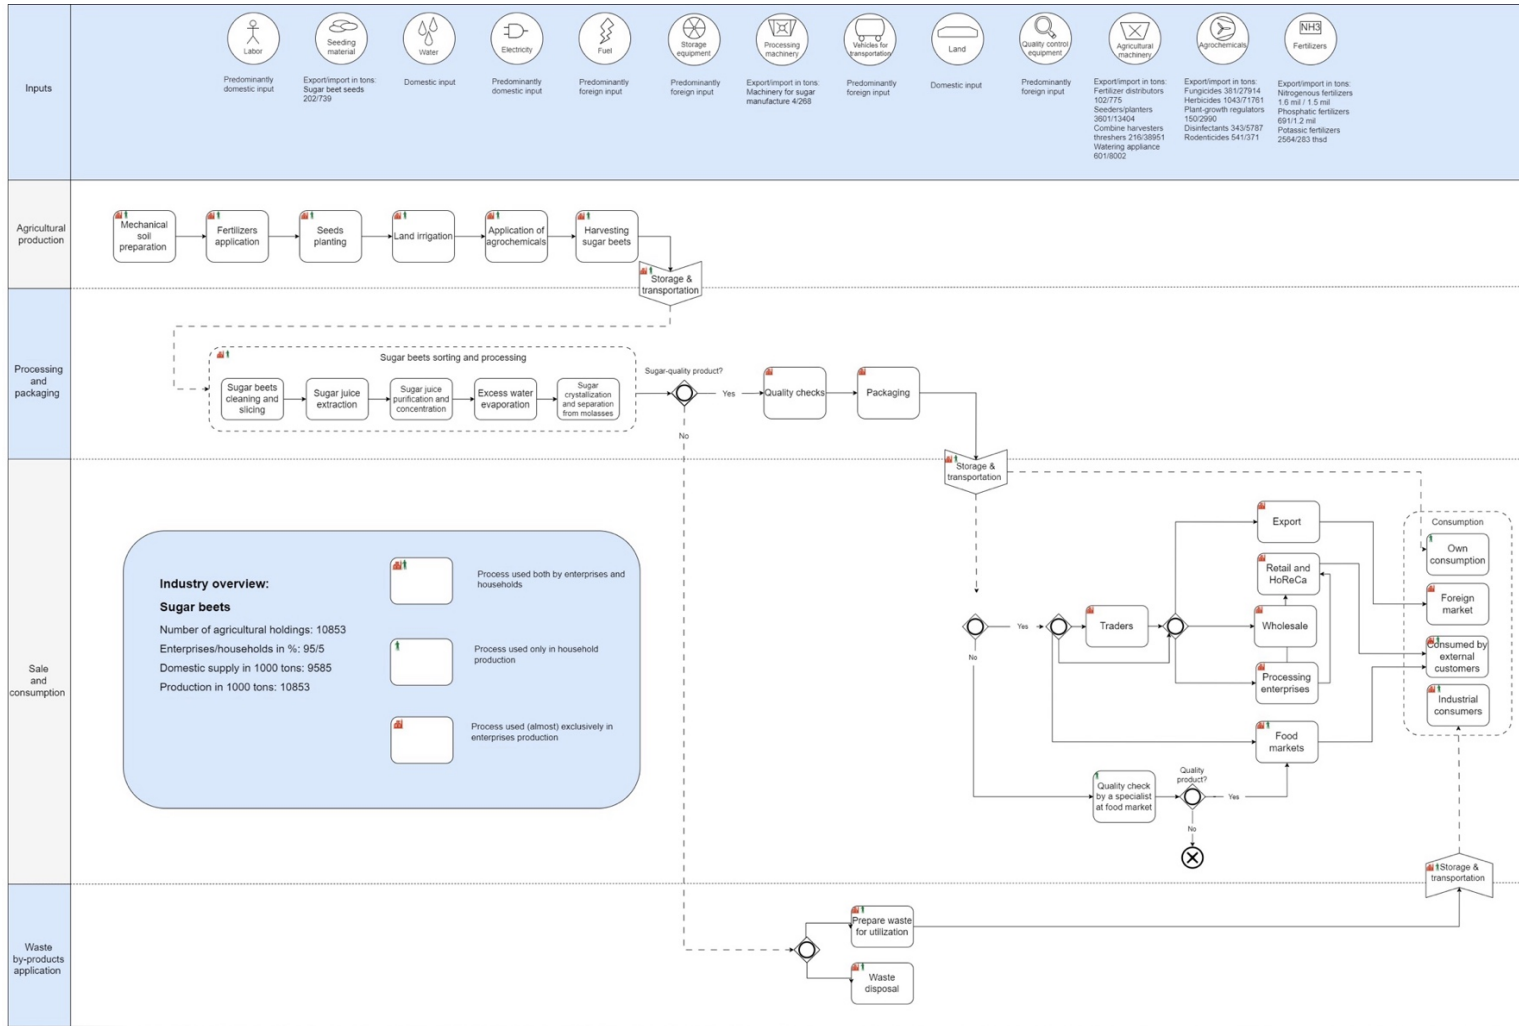 Inputs
Labor
Predominantly
domestic input
Seeding
material
Export/import in tons:
Sugar beet seeds
202/739
Water
Domestic input
Electricity
Predominantly
domestic input
Fuel
Predominantly
foreign input
Storage
equipment
Predominantly
foreign input
Processing
machinery
Export/import in tons:
Machinery for sugar
manufacture 4/268
Vehicles for
transportation
Predominantly
foreign input
Land
Domestic input
Quality control
equipment
Predominantly
foreign input
Agricultural
machinery
Export/import in tons:
Fertilizer distributors
102/775
Seeders/planters
3601/13404
Combine harvesters
threshers 216/38951
Watering appliance
601/8002
Agrochemicals
Export/import in tons:
Fungicides 381/27914
Herbicides 1043/71761
Plant-growth regulators
150/2990
Disinfectants 343/5787
Rodenticides 541/371
NH3
Fertilizers
Export/import in tons:
Nitrogenous fertilizers
1.6 mil / 1.5 mil
Phosphatic fertilizers
691/1.2 mil
Potassic fertilizers
2564/283 thsd
Agricultural
production
Mechanical
soil
preparation
Fertilizers
application
Seeds
planting
Land irrigation
Application of
agrochemicals
Harvesting
sugar beets
Storage &
transportation
Processing
and
packaging
Sugar beets sorting and processing
Sugar beets
cleaning and
slicing
Sugar juice
extraction
Sugar juice
purification and
concentration
Excess water
evaporation
Sugar
crystallization
and separation
from molasses
Sugar-quality product?
Yes
No
Quality checks
Packaging
Storage &
transportation
Sale
and
consumption
Industry overview:
Sugar beets
Number of agricultural holdings: 10853
Enterprises/households in %: 95/5
Domestic supply in 1000 tons: 9585
Production in 1000 tons: 10853
Process used both by enterprises and
households
Process used only in household
production
Process used (almost) exclusively in
enterprises production
Yes
No
Traders
Export
Retail and
HoReCa
Wholesale
Processing
enterprises
Food
markets
Quality check
by a specialist
at food market
Quality
product?
Yes
No
Consumption
Own
consumption
Foreign
market
Consumed by
external
customers
Industrial
consumers
Storage &
transportation
Waste
by-products
application
Prepare waste
for utilization
Waste
disposal